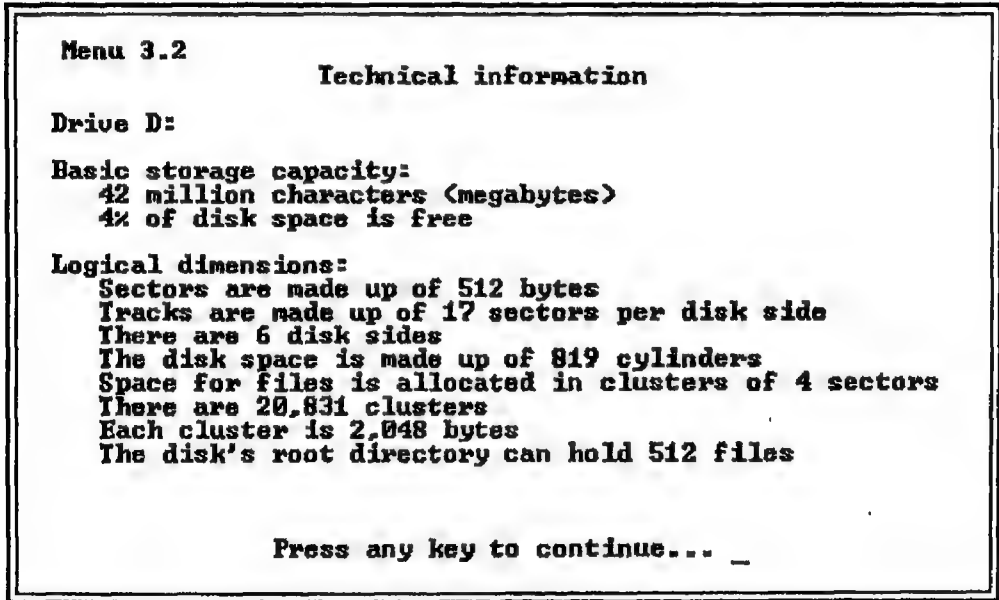 Menu 3.2
Technical information
Drive D:
Basic storage capacity:
42 million characters (megabytes)
4% of disk space is free
Logical dimensions:
Sectors are made up of 512 bytes
Tracks are made up of 17 sectors per disk side
There are 6 disk sides
The disk space is made up of 819 cylinders
Space for files is allocated in clusters of 4 sectors
There are 20,831 clusters
Each cluster is 2,048 bytes
The disk's root directory can hold 512 files
Press any key to continue... _